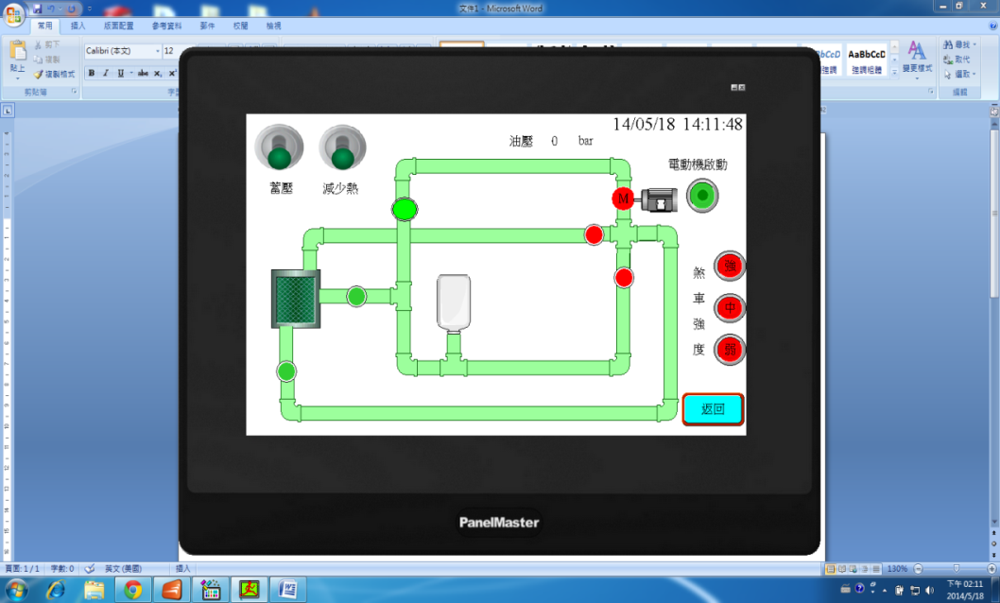 文件1 - Microsoft Word
常用 插入 版面配置 參考資料 郵件 校閱 檢視
剪下
複製
複製格式
貼上
剪貼簿
Calibri (本文) 12
B I U abc x₂ x²
AaBbCcD
強調粗體
變更樣式
尋找
取代
選取
編輯
14/05/18 14:11:48
油壓 0 bar
電動機啟動
蓄壓 減少熱
M
煞車強度
強
中
弱
返回
PanelMaster
頁面: 1/1 字數: 0 英文 (美國) 插入
130%
下午 02:11
2014/5/18